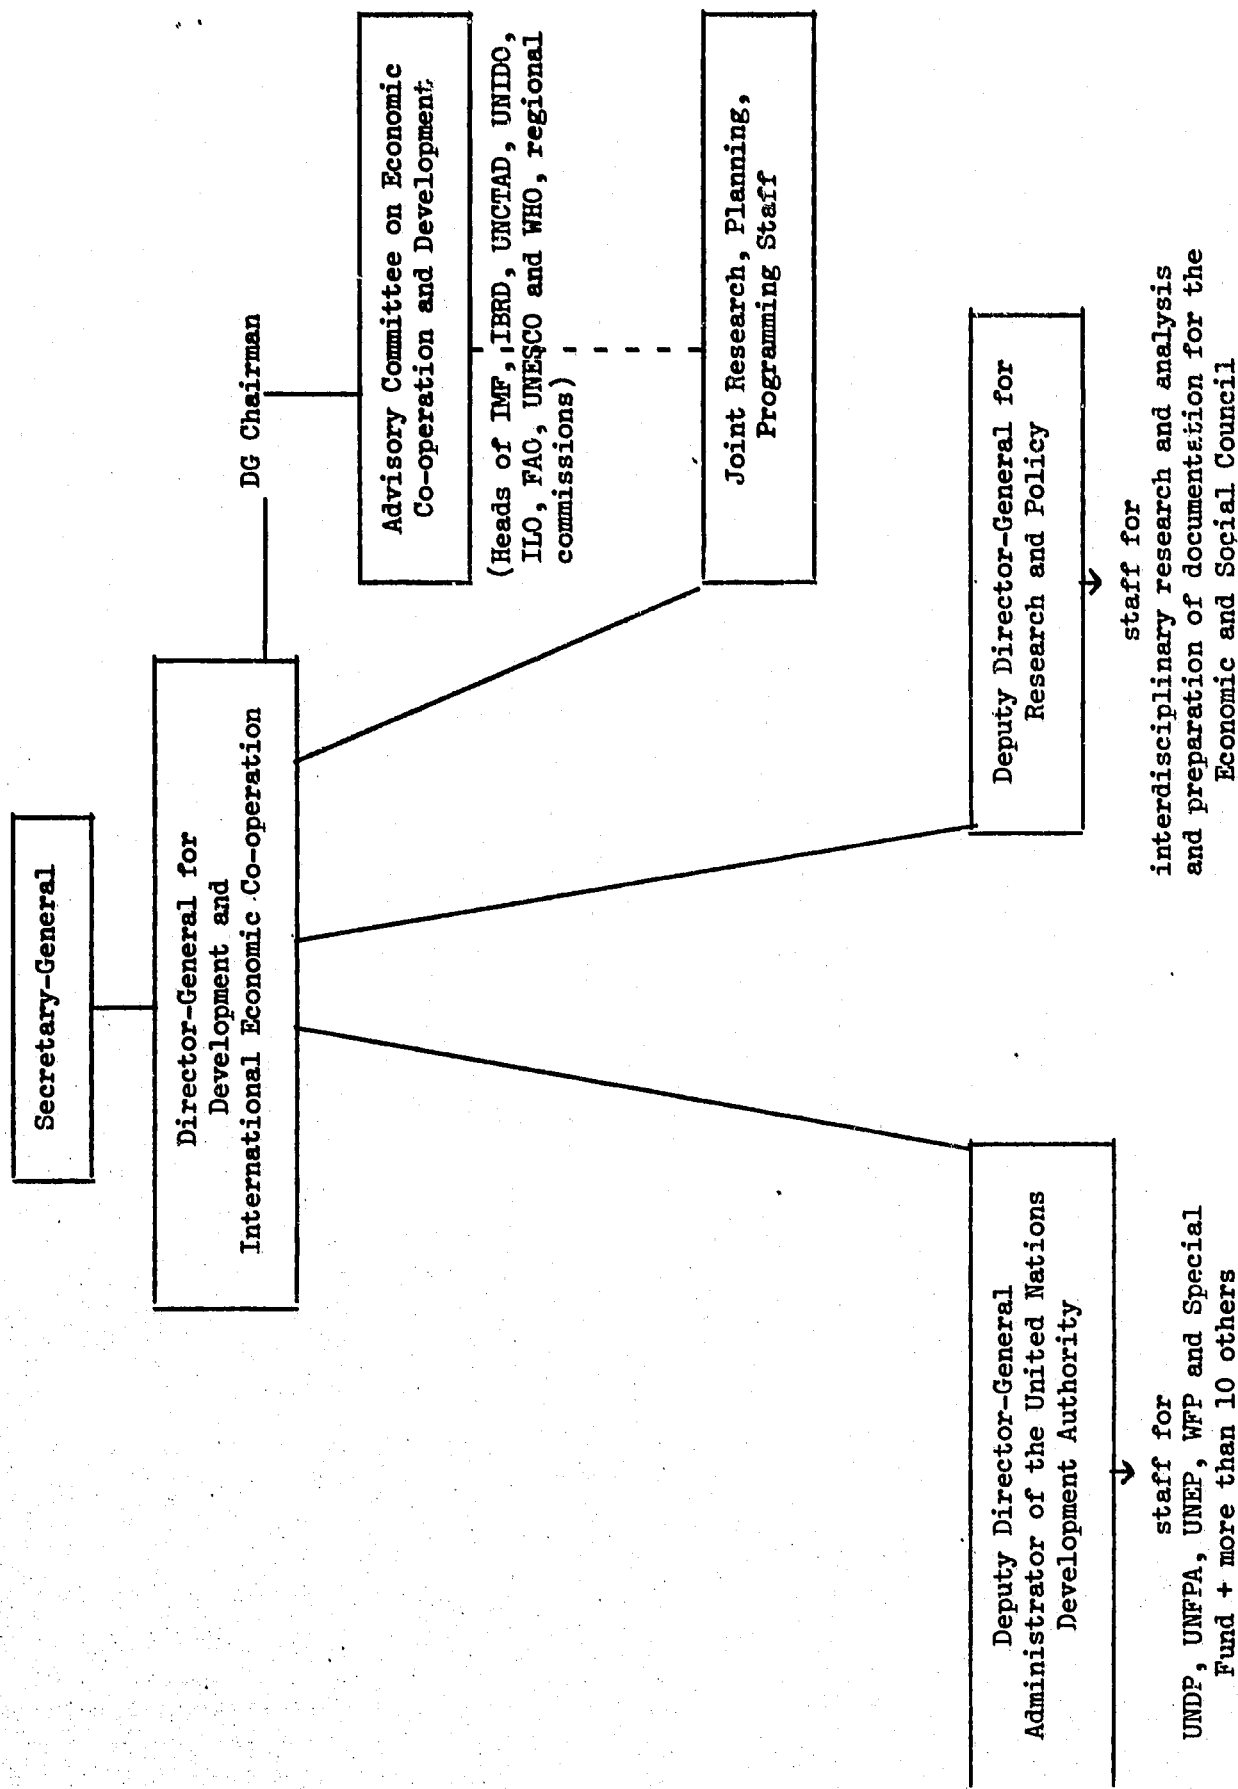 Secretary-General
Director-General for
Development and
International Economic Co-operation
DG Chairman
Advisory Committee on Economic
Co-operation and Development
(Heads of IMF, IBRD, UNCTAD, UNIDO,
ILO, FAO, UNESCO and WHO, regional
commissions)
Joint Research, Planning,
Programming Staff
Deputy Director-General
Administrator of the United Nations
Development Authority
staff for
UNDP, UNFPA, UNEP, WFP and Special
Fund + more than 10 others
Deputy Director-General for
Research and Policy
staff for
interdisciplinary research and analysis
and preparation of documentation for the
Economic and Social Council